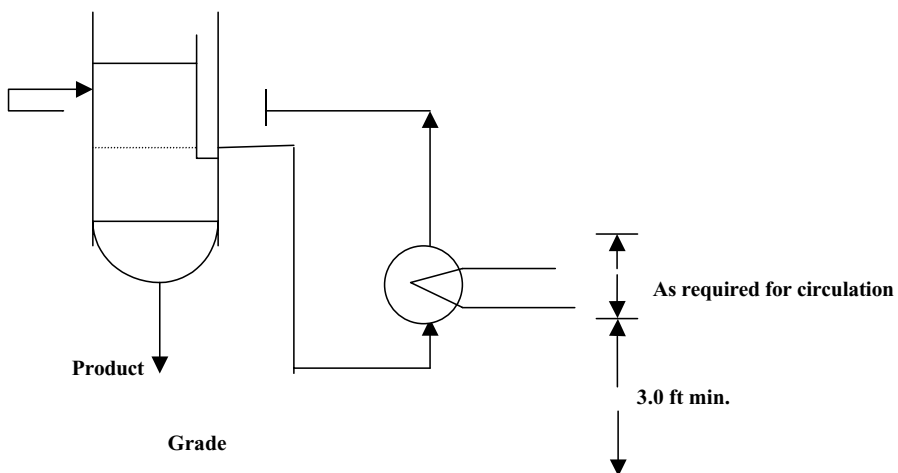 As required for circulation
Product
3.0 ft min.
Grade